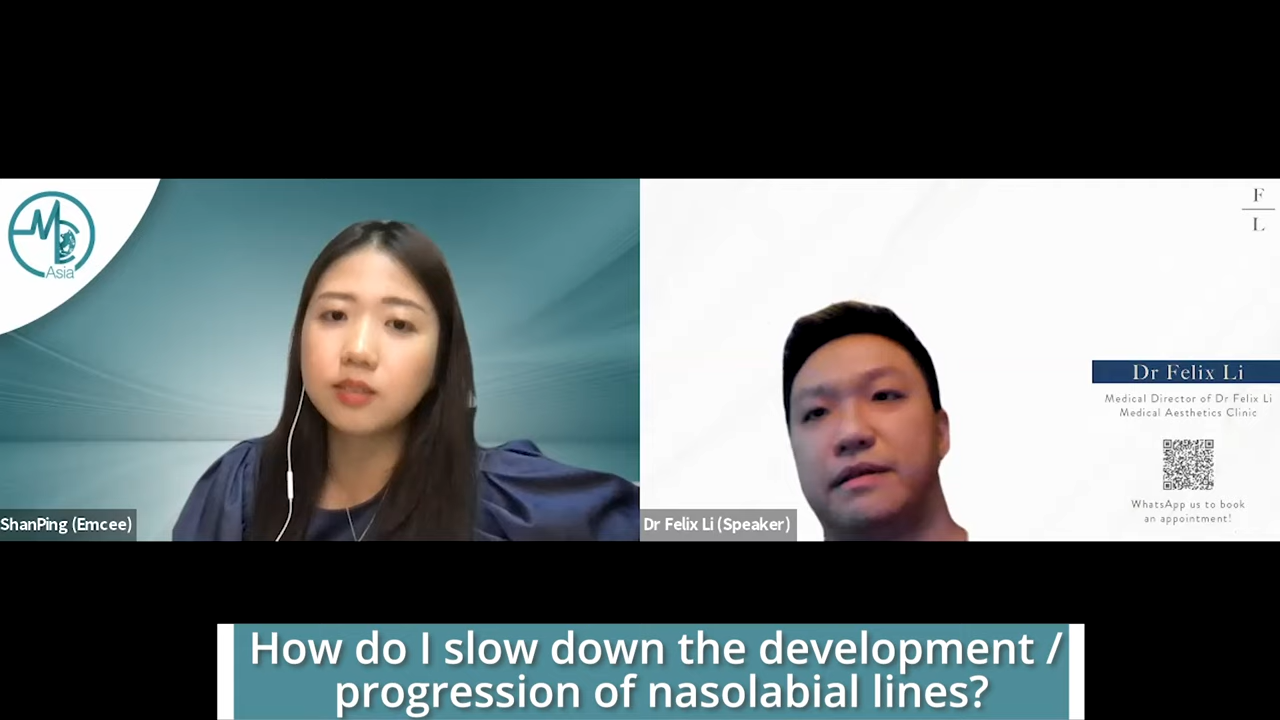 Asia
ShanPing (Emcee)
F
L
Dr Felix Li
Medical Director of Dr Felix Li
Medical Aesthetics Clinic
WhatsApp us to book
an appointment!
Dr Felix Li (Speaker)
How do I slow down the development /
progression of nasolabial lines?